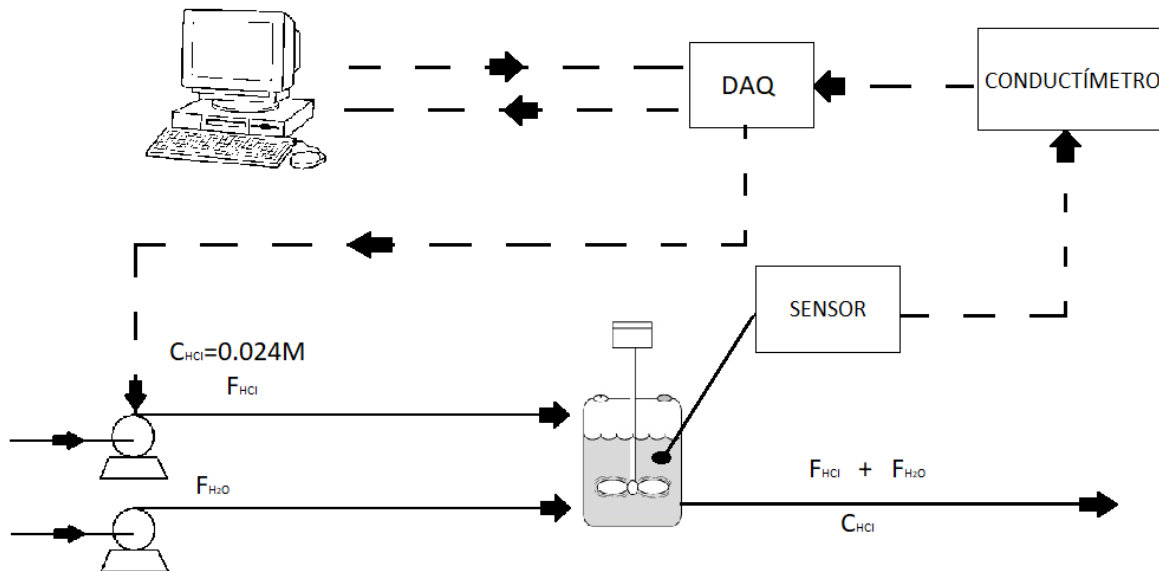 DAQ
CONDUCTÍMETRO
SENSOR
CHCl=0.024M
FHCl
FH2O
FHCl + FH2O
CHCl